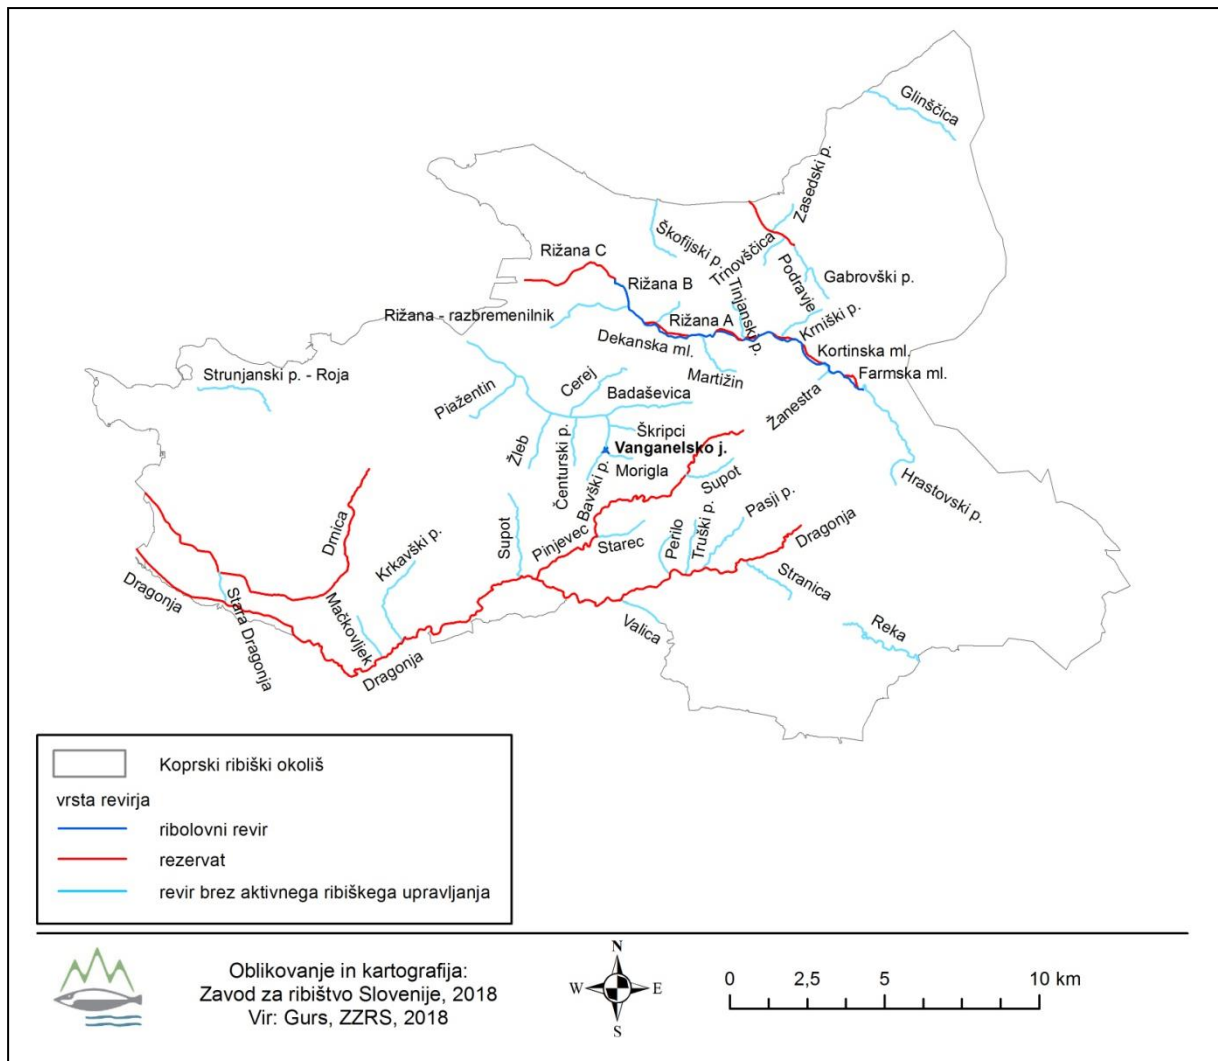 Glinščica
Zasedski p.
Škofijski p.
Trnovščica
Rižana C
Podravje
Gabrovški p.
Rižana B
Tinjanski p.
Rižana - razbremenilnik
Rižana A
Krniški p.
Dekanska ml.
Kortinska ml.
Martižin
Farmska ml.
Strunjanski p. - Roja
Piažentin
Cerej
Badaševica
Žanestra
Škripci
Žleb
Čenturski p.
Vanganelsko j.
Bavški p.
Morigla
Supot
Hrastovski p.
Drnica
Krkavški p.
Supot
Pinjevec
Starec
Perilo
Truški p.
Pasji p.
Dragonja
Dragonja
Stara Dragonja
Mačkovljek
Dragonja
Valica
Stranica
Reka
Koprski ribiški okoliš
vrsta revirja
ribolovni revir
rezervat
revir brez aktivnega ribiškega upravljanja
Oblikovanje in kartografija:
Zavod za ribištvo Slovenije, 2018
Vir: Gurs, ZZRS, 2018
N
W E
S
0 2,5 5 10 km